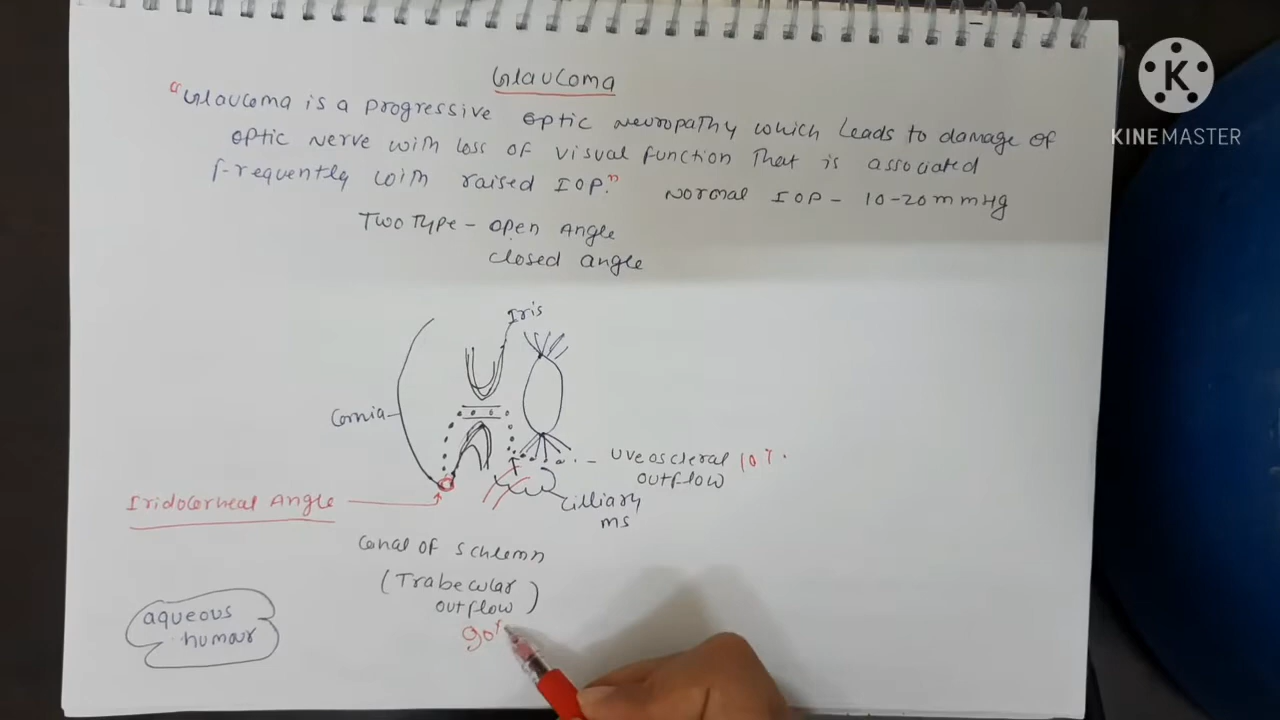 Glaucoma
"Glaucoma is a progressive optic neuropathy which leads to damage of
optic nerve with loss of visual function that is associated
frequently with raised IOP."
Normal IOP - 10-20 mmHg
Two Type - open Angle
closed angle
Iris
Cornia
uveoscleral 10%.
outflow
Iridocorneal Angle
Cilliary
ms
Canal of schlemn
(Trabecular
outflow)
90%
aqueous
humour
K
KINEMASTER